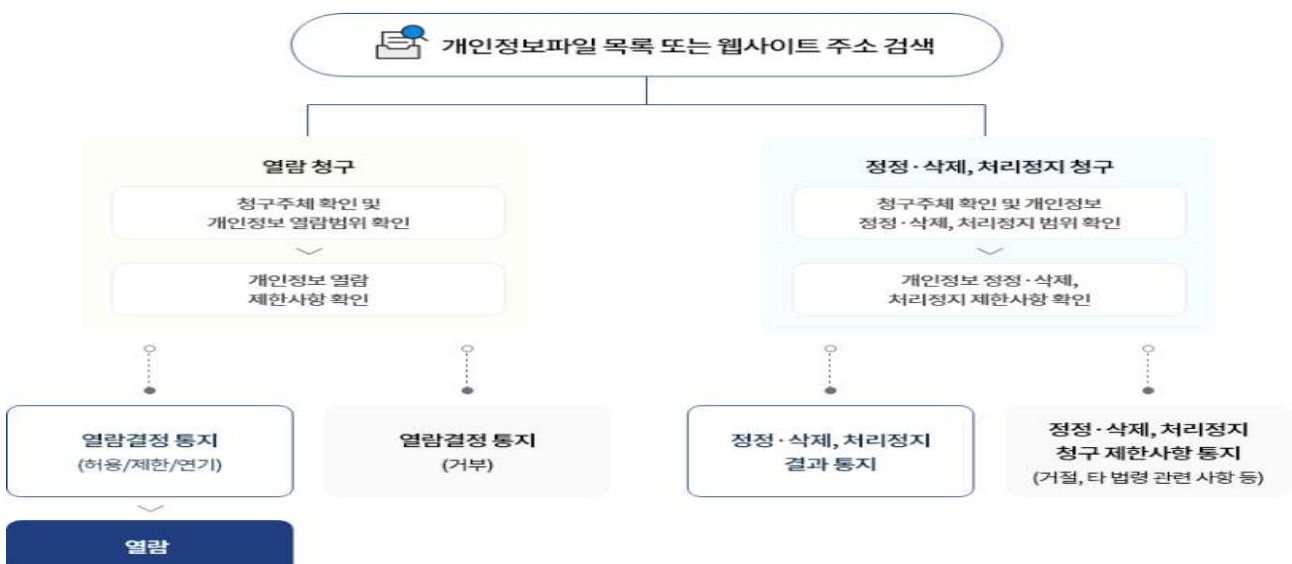 개인정보파일 목록 또는 웹사이트 주소 검색
열람 청구
청구주체 확인 및
개인정보 열람범위 확인
개인정보 열람
제한사항 확인
정정·삭제, 처리정지 청구
청구주체 확인 및 개인정보
정정·삭제, 처리정지 범위 확인
개인정보 정정·삭제,
처리정지 제한사항 확인
열람결정 통지
(허용/제한/연기)
열람결정 통지
(거부)
정정·삭제, 처리정지
결과 통지
정정·삭제, 처리정지
청구 제한사항 통지
(거절, 타 법령 관련 사항 등)
열람